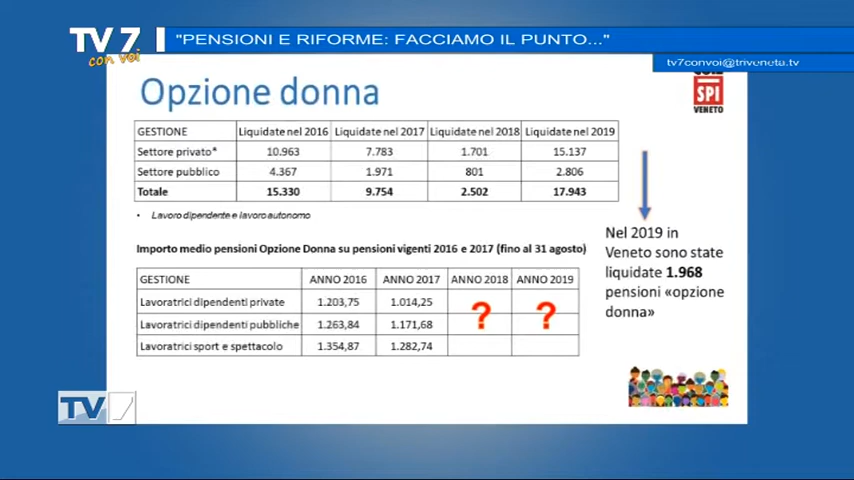 TV 7
con voi
"PENSIONI E RIFORME: FACCIAMO IL PUNTO..."
tv7convoi@triveneta.tv
Opzione donna
SPI
VENETO
GESTIONE Liquidate nel 2016 Liquidate nel 2017 Liquidate nel 2018 Liquidate nel 2019
Settore privato* 10.963 7.783 1.701 15.137
Settore pubblico 4.367 1.971 801 2.806
Totale 15.330 9.754 2.502 17.943
• Lavoro dipendente e lavoro autonomo
Importo medio pensioni Opzione Donna su pensioni vigenti 2016 e 2017 (fino al 31 agosto)
GESTIONE ANNO 2016 ANNO 2017 ANNO 2018 ANNO 2019
Lavoratrici dipendenti private 1.203,75 1.014,25
Lavoratrici dipendenti pubbliche 1.263,84 1.171,68 ? ?
Lavoratrici sport e spettacolo 1.354,87 1.282,74
Nel 2019 in
Veneto sono state
liquidate 1.968
pensioni «opzione
donna»
TV 7